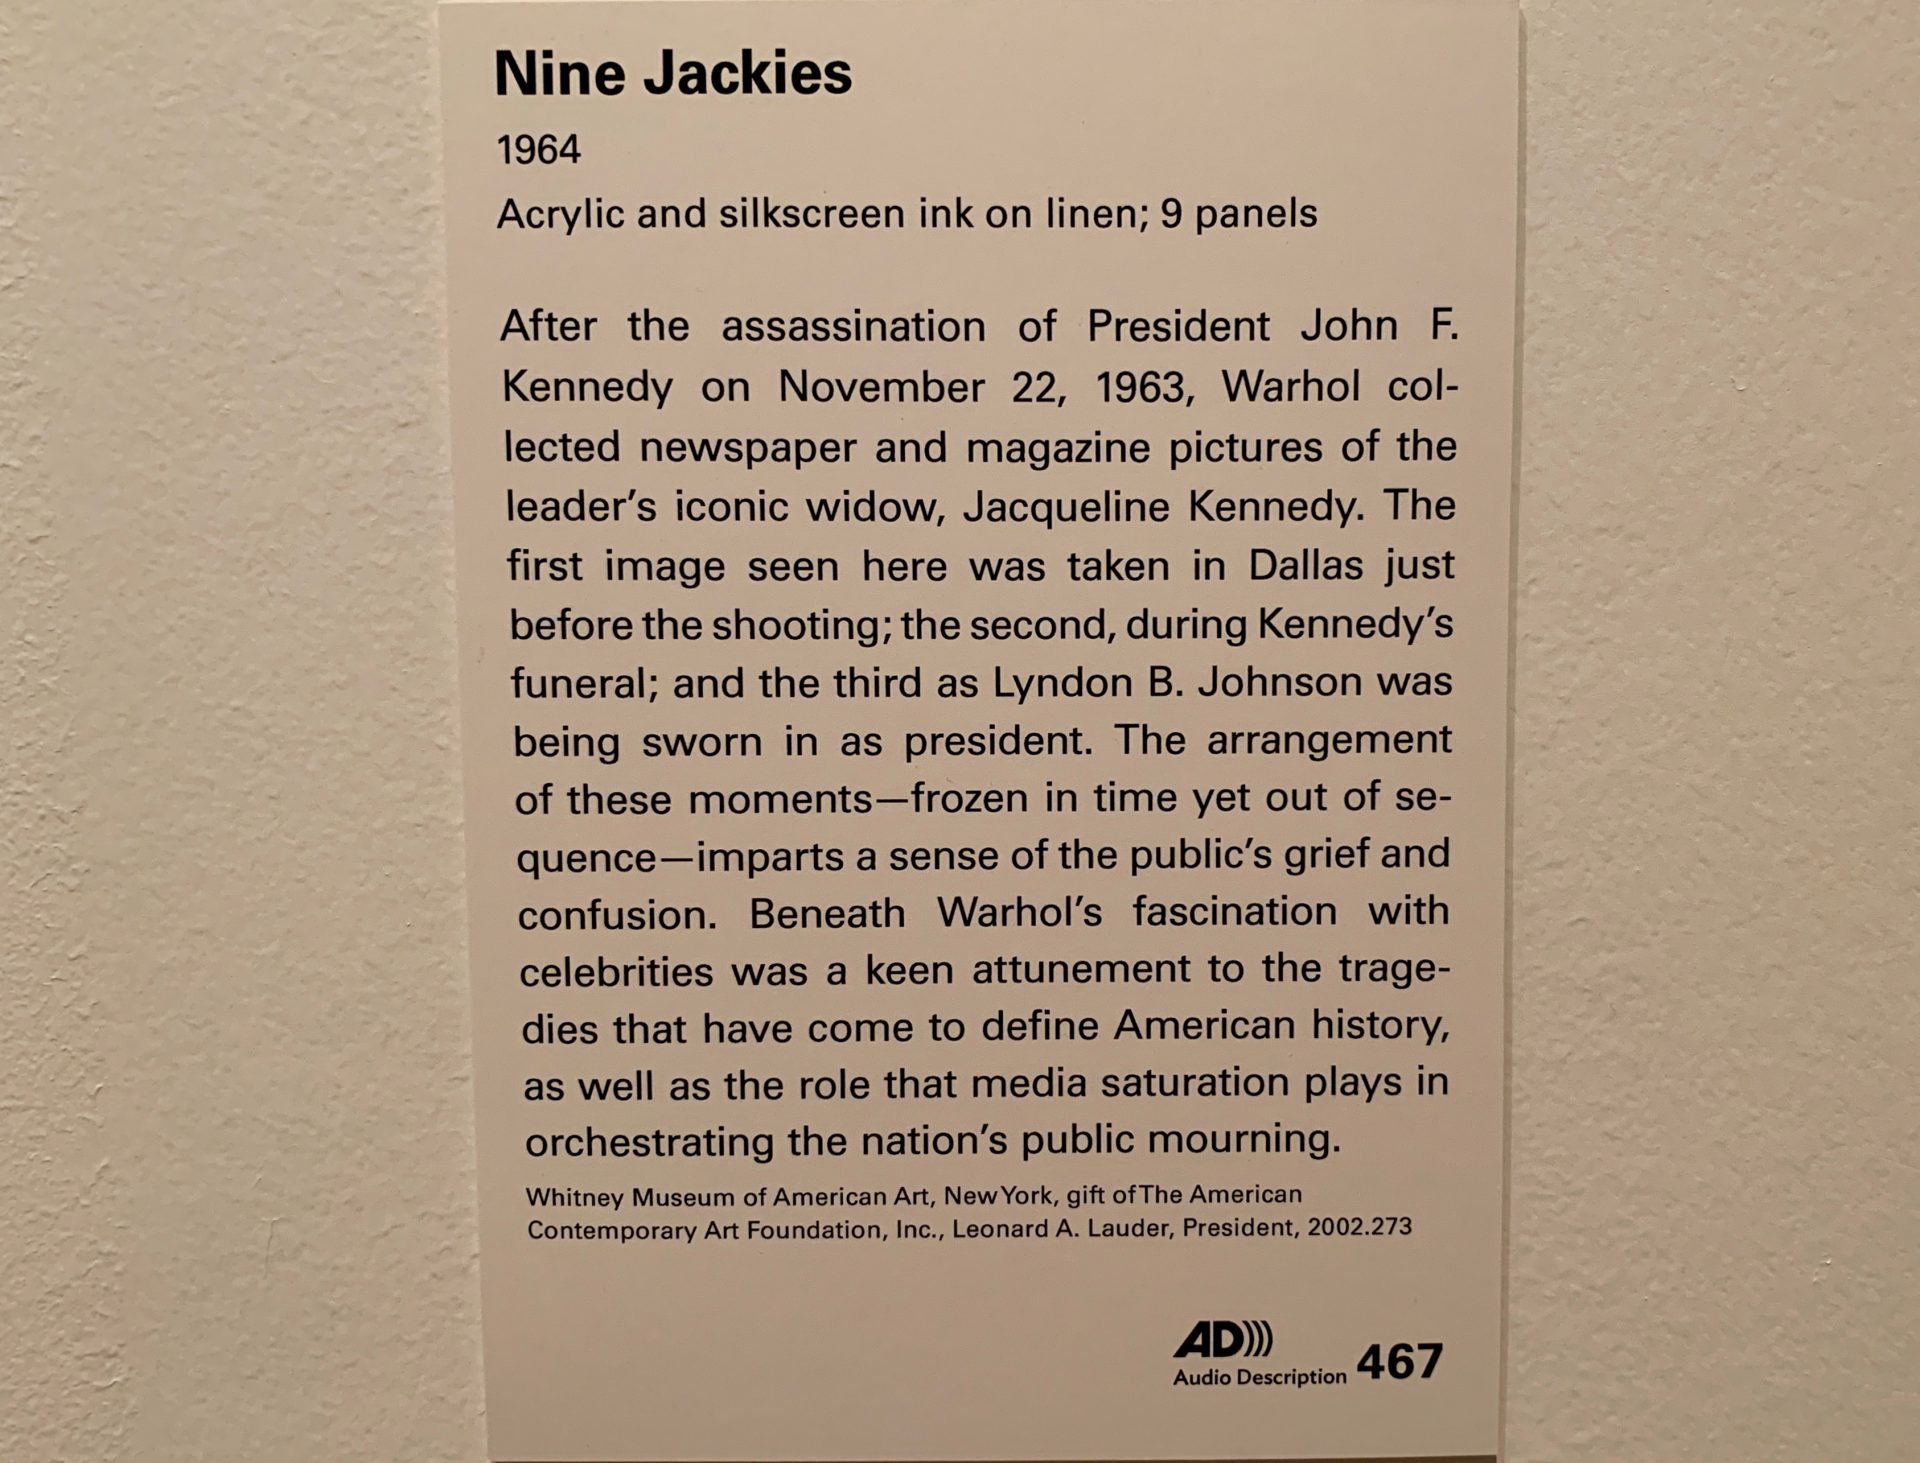 Nine Jackies
1964
Acrylic and silkscreen ink on linen; 9 panels
After the assassination of President John F.
Kennedy on November 22, 1963, Warhol col-
lected newspaper and magazine pictures of the
leader’s iconic widow, Jacqueline Kennedy. The
first image seen here was taken in Dallas just
before the shooting; the second, during Kennedy’s
funeral; and the third as Lyndon B. Johnson was
being sworn in as president. The arrangement
of these moments—frozen in time yet out of se-
quence—imparts a sense of the public’s grief and
confusion. Beneath Warhol’s fascination with
celebrities was a keen attunement to the trage-
dies that have come to define American history,
as well as the role that media saturation plays in
orchestrating the nation’s public mourning.
Whitney Museum of American Art, New York, gift of The American
Contemporary Art Foundation, Inc., Leonard A. Lauder, President, 2002.273
AD)))
Audio Description 467